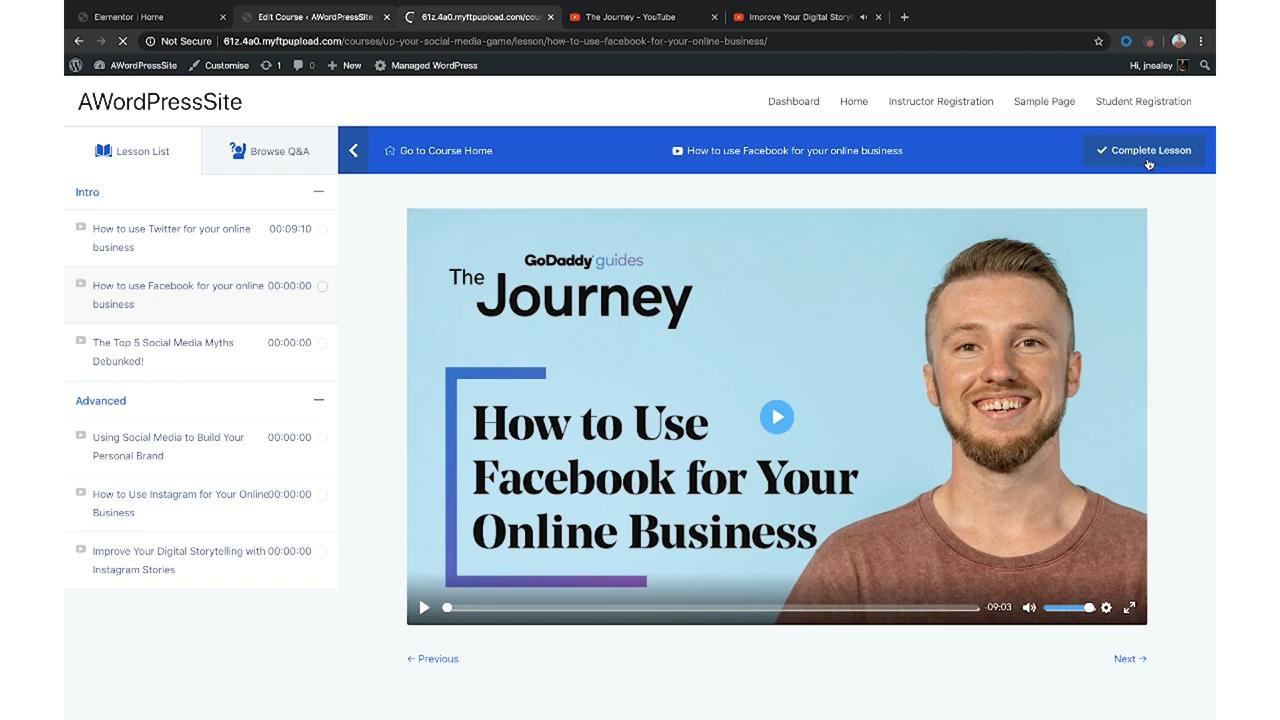 Elementor | Home
Edit Course ‹ AWordPressSite
61z.4a0.myftpupload.com/cou
The Journey - YouTube
Improve Your Digital Storyt
Not Secure | 61z.4a0.myftpupload.com/courses/up-your-social-media-game/lesson/how-to-use-facebook-for-your-online-business/
AWordPressSite Customise 1 0 New Managed WordPress Hi, jnealey
AWordPressSite
Dashboard Home Instructor Registration Sample Page Student Registration
Lesson List Browse Q&A
Go to Course Home
How to use Facebook for your online business
Complete Lesson
Intro
How to use Twitter for your online 00:09:10
business
How to use Facebook for your online 00:00:00
business
The Top 5 Social Media Myths 00:00:00
Debunked!
Advanced
Using Social Media to Build Your 00:00:00
Personal Brand
How to Use Instagram for Your Online 00:00:00
Business
Improve Your Digital Storytelling with 00:00:00
Instagram Stories
GoDaddy guides
The
Journey
How to Use
Facebook for Your
Online Business
-09:03
← Previous
Next →